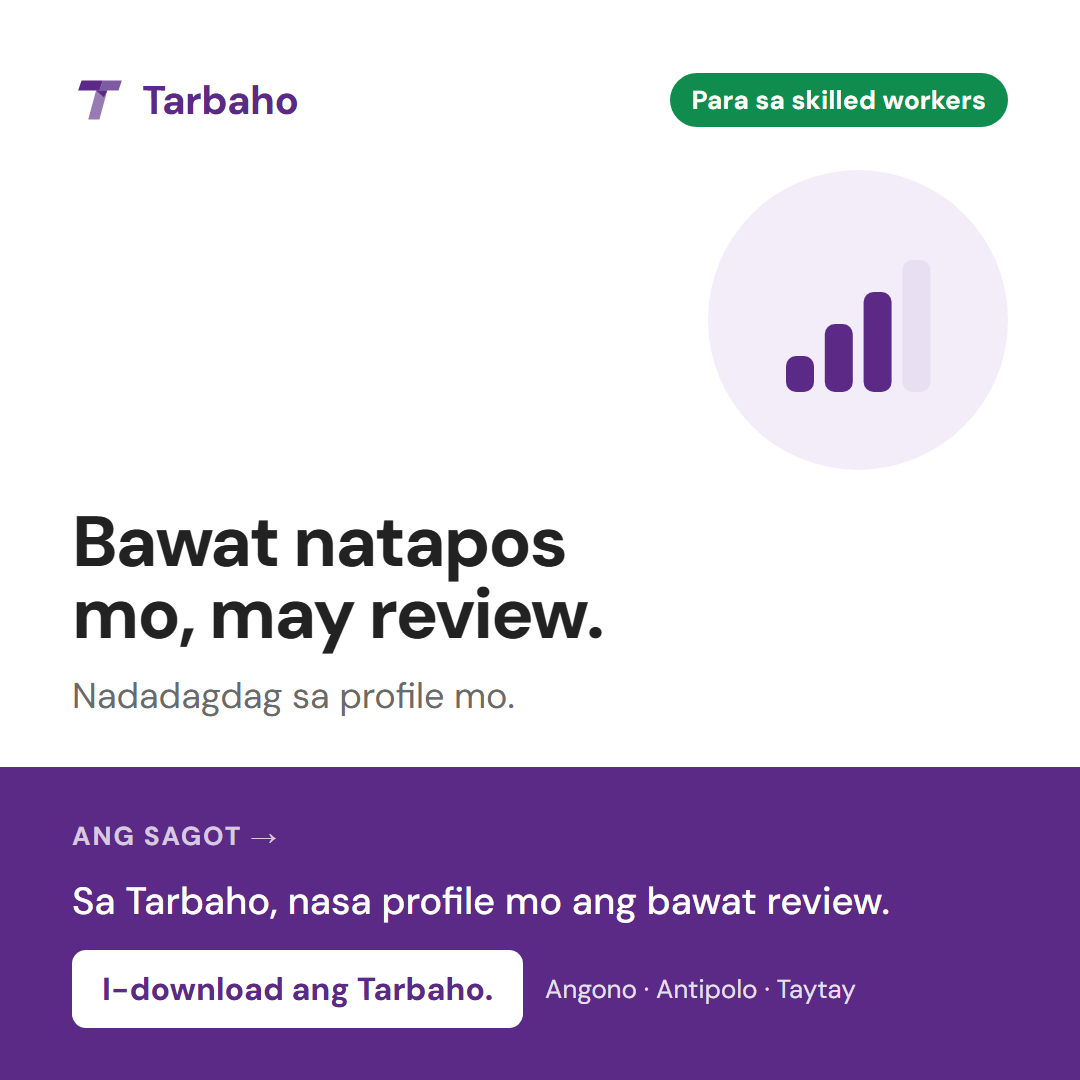 Tarbaho
Para sa skilled workers
Bawat natapos
mo, may review.
Nadadagdag sa profile mo.
ANG SAGOT →
Sa Tarbaho, nasa profile mo ang bawat review.
I-download ang Tarbaho.
Angono · Antipolo · Taytay